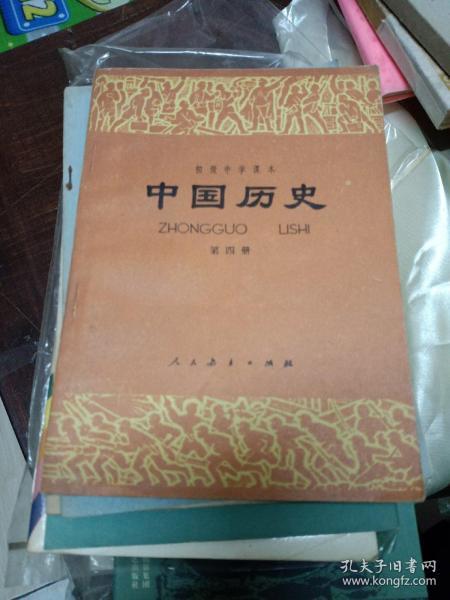 初级中学课本
中国历史
ZHONGGUO LISHI
第四册
人民教育出版社
孔夫子旧书网
www.kongfz.com